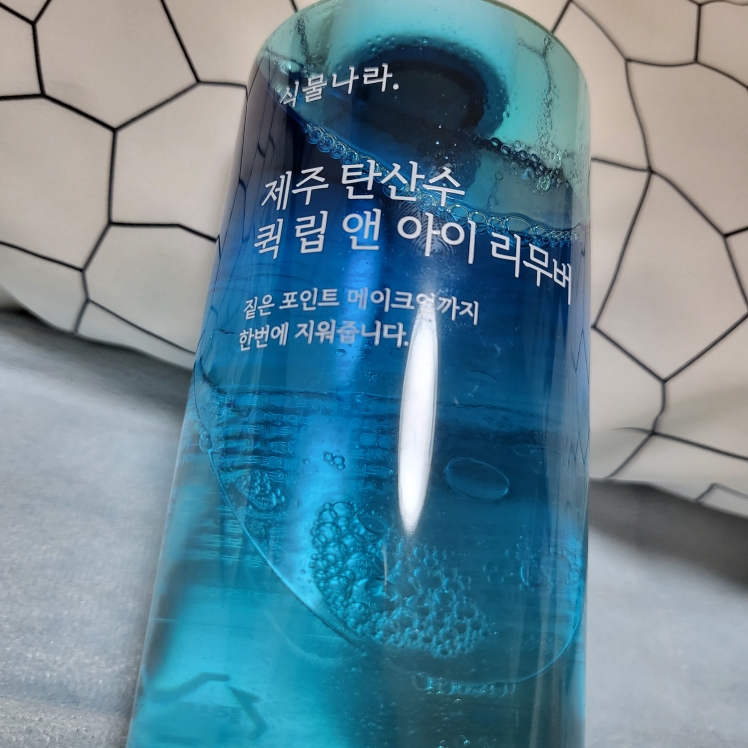 식물나라.
제주 탄산수
퀵 립 앤 아이 리무버
짙은 포인트 메이크업까지
한번에 지워줍니다.